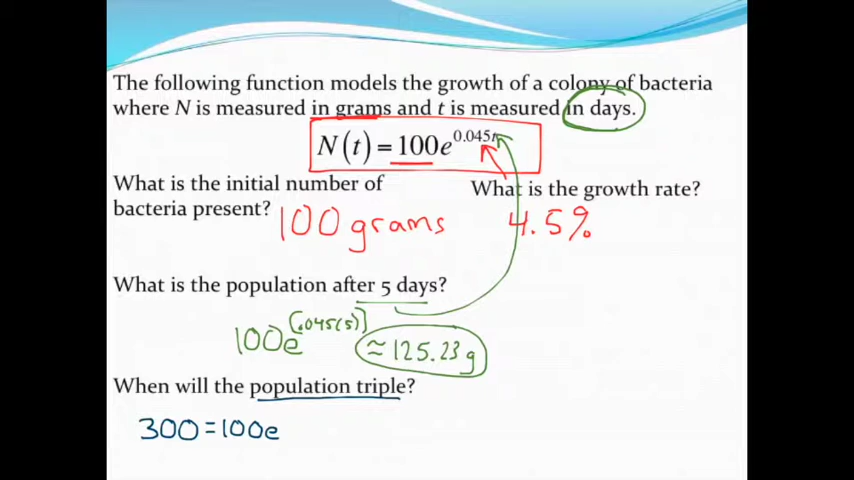 The following function models the growth of a colony of bacteria
where N is measured in grams and t is measured in days.
N(t) = 100e^0.045t
What is the initial number of
bacteria present?
100 grams
What is the growth rate?
4.5%
What is the population after 5 days?
100e^[.045(5)] ≈ 125.23 g
When will the population triple?
300 = 100e